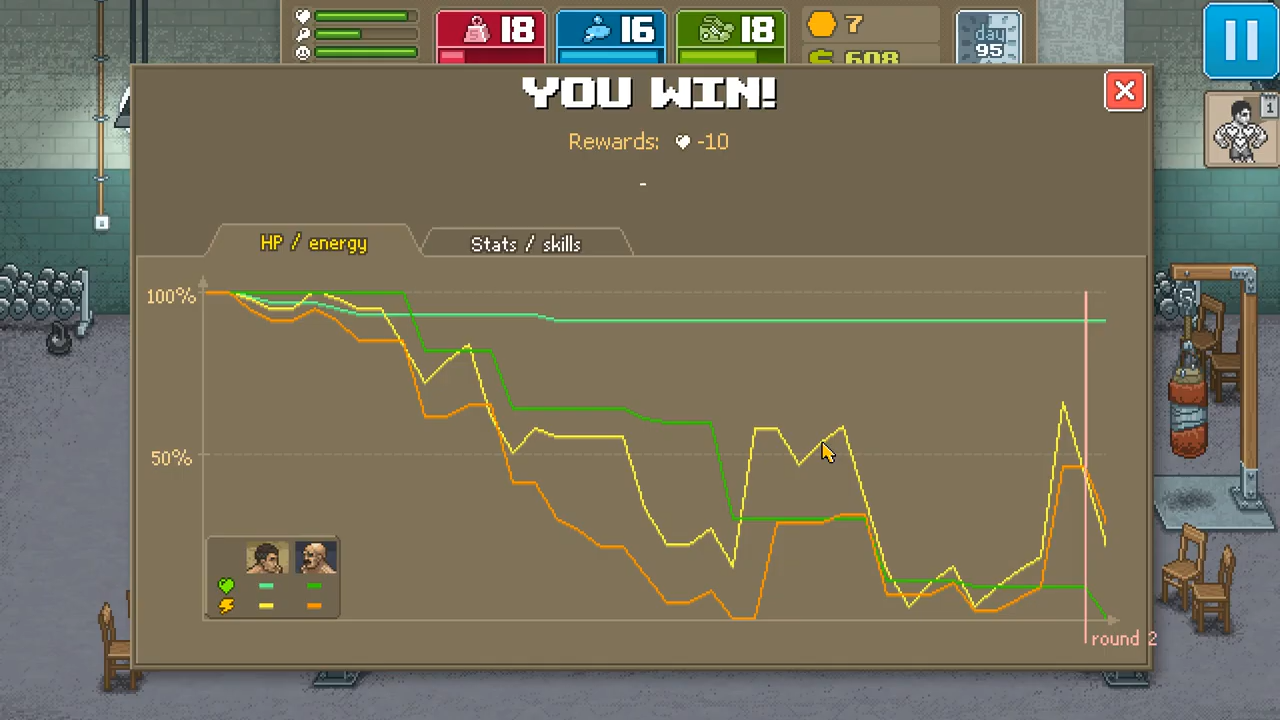 18 16 18 7
608
day
95
1
YOU WIN!
Rewards: -10
-
HP / energy Stats / skills
100%
50%
round 2